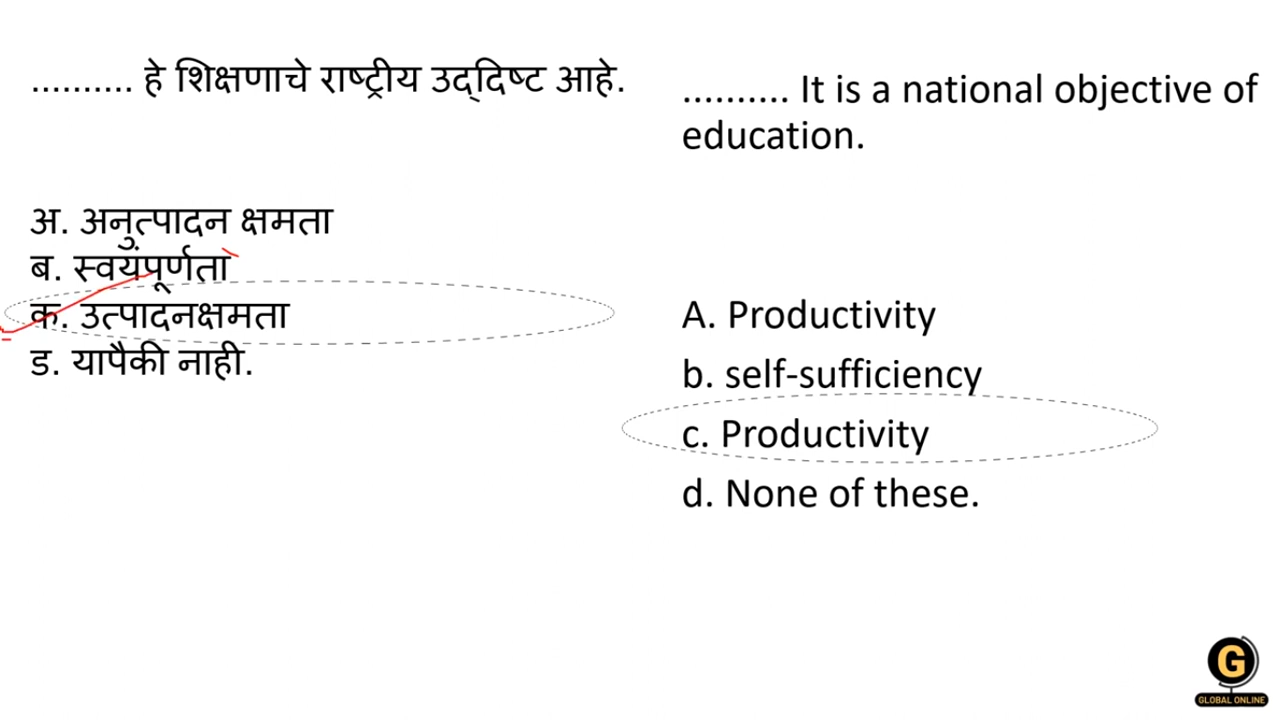 .......... हे शिक्षणाचे राष्ट्रीय उद्दिष्ट आहे.
अ. अनुत्पादन क्षमता
ब. स्वयंपूर्णता
क. उत्पादनक्षमता
ड. यापैकी नाही.
.......... It is a national objective of
education.
A. Productivity
b. self-sufficiency
c. Productivity
d. None of these.
G
GLOBAL ONLINE